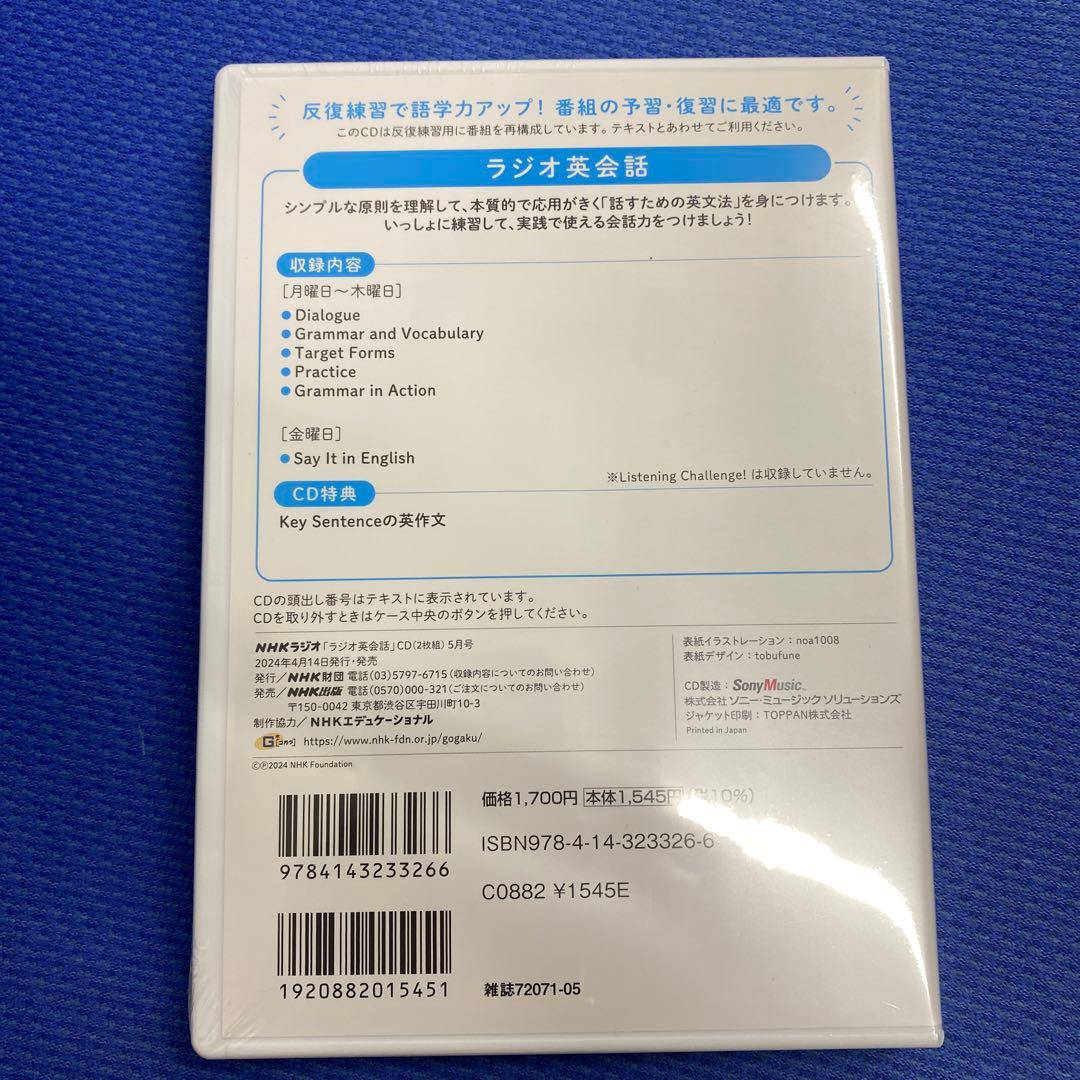 反復練習で語学力アップ! 番組の予習・復習に最適です。
このCDは反復練習用に番組を再構成しています。テキストとあわせてご利用ください。
ラジオ英会話
シンプルな原則を理解して、本質的で応用がきく「話すための英文法」を身につけます。
いっしょに練習して、実践で使える会話力をつけましょう!
収録内容
[月曜日〜木曜日]
● Dialogue
● Grammar and Vocabulary
● Target Forms
● Practice
● Grammar in Action
[金曜日]
● Say It in English
※Listening Challenge! は収録していません。
CD特典
Key Sentenceの英作文
CDの頭出し番号はテキストに表示されています。
CDを取り外すときはケース中央のボタンを押してください。
NHKラジオ「ラジオ英会話」CD(2枚組) 5月号
2024年4月14日発行・発売
発行/NHK財団 電話(03)5797-6715(収録内容についてのお問い合わせ)
発売/NHK出版 電話(0570)000-321(ご注文についてのお問い合わせ)
〒150-0042 東京都渋谷区宇田川町10-3
制作協力/NHKエデュケーショナル
G[ゴガク] https://www.nhk-fdn.or.jp/gogaku/
©℗2024 NHK Foundation
表紙イラストレーション:noa1008
表紙デザイン:tobufune
CD製造:SonyMusic
株式会社 ソニー・ミュージックソリューションズ
ジャケット印刷:TOPPAN株式会社
Printed in Japan
価格1,700円 本体1,545円 (税10%)
ISBN978-4-14-323326-6
C0882 ¥1545E
9784143233266
1920882015451
雑誌72071-05